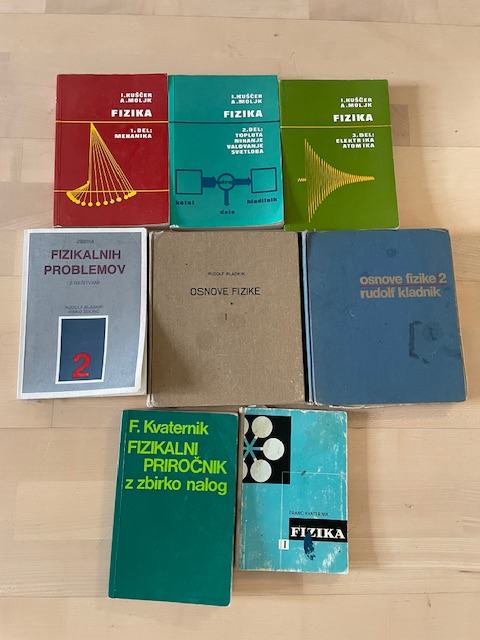 I. KUŠČER
A. MOLJK
FIZIKA
1. DEL:
MEHANIKA
I. KUŠČER
A. MOLJK
FIZIKA
2. DEL:
TOPLOTA
NIHANJE
VALOVANJE
SVETLOBA
kotel
hladilnik
delo
I. KUŠČER
A. MOLJK
FIZIKA
3. DEL:
ELEKTRIKA
ATOMIKA
ZBIRKA
FIZIKALNIH
PROBLEMOV
Z REŠITVAMI
RUDOLF KLADNIK
2
RUDOLF KLADNIK
OSNOVE FIZIKE
I
osnove fizike 2
rudolf kladnik
F. Kvaternik
FIZIKALNI
PRIROČNIK
z zbirko nalog
FRANC KVATERNIK
FIZIKA
I